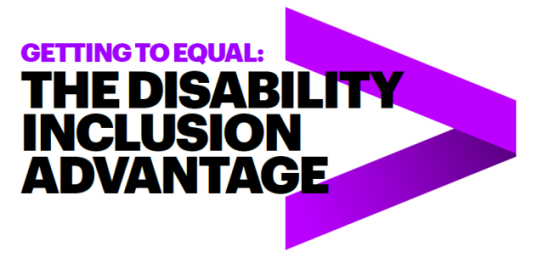 GETTING TO EQUAL:
THE DISABILITY
INCLUSION
ADVANTAGE